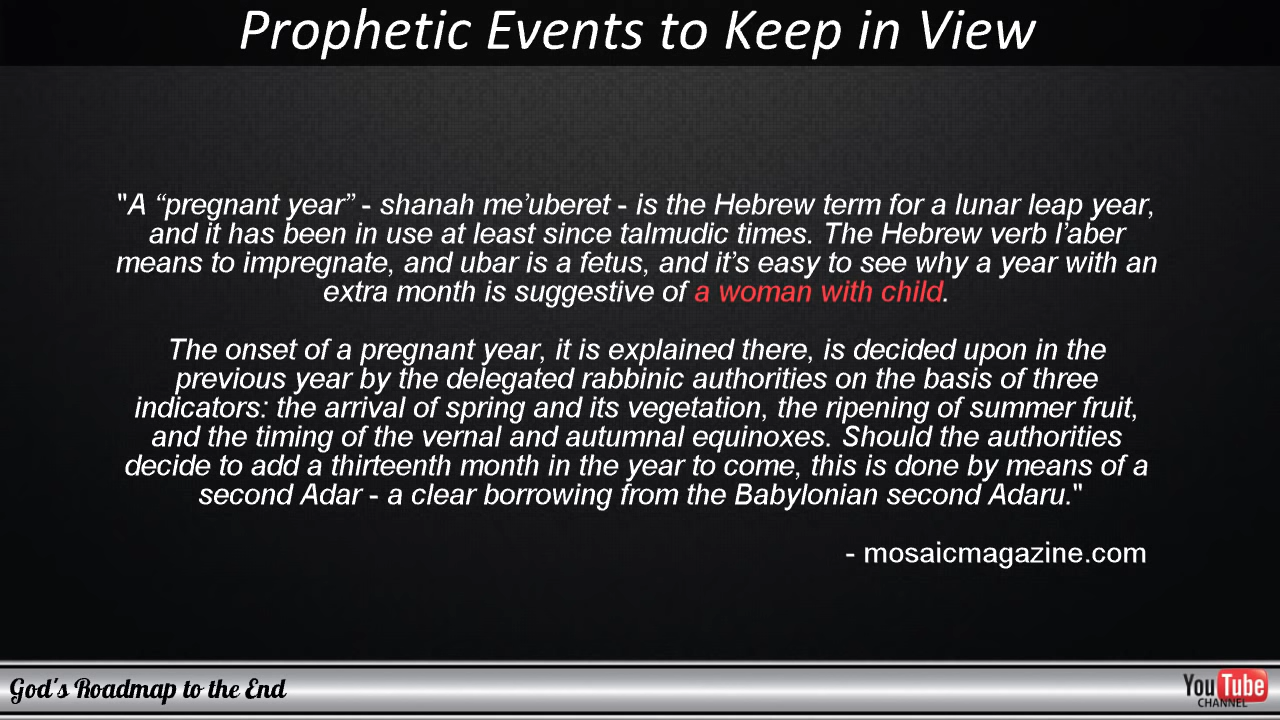 Prophetic Events to Keep in View
"A “pregnant year” - shanah me’uberet - is the Hebrew term for a lunar leap year,
and it has been in use at least since talmudic times. The Hebrew verb l’aber
means to impregnate, and ubar is a fetus, and it’s easy to see why a year with an
extra month is suggestive of a woman with child.
The onset of a pregnant year, it is explained there, is decided upon in the
previous year by the delegated rabbinic authorities on the basis of three
indicators: the arrival of spring and its vegetation, the ripening of summer fruit,
and the timing of the vernal and autumnal equinoxes. Should the authorities
decide to add a thirteenth month in the year to come, this is done by means of a
second Adar - a clear borrowing from the Babylonian second Adaru."
- mosaicmagazine.com
God's Roadmap to the End
YouTube
CHANNEL